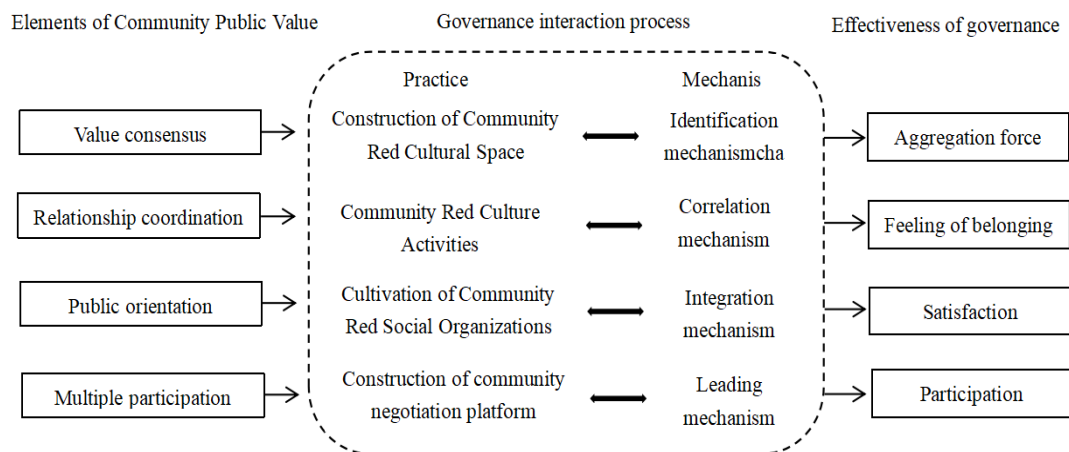 Elements of Community Public Value
Governance interaction process
Effectiveness of governance
Practice
Mechanis
Value consensus
Construction of Community
Red Cultural Space
Identification
mechanismcha
Aggregation force
Relationship coordination
Community Red Culture
Activities
Correlation
mechanism
Feeling of belonging
Public orientation
Cultivation of Community
Red Social Organizations
Integration
mechanism
Satisfaction
Multiple participation
Construction of community
negotiation platform
Leading
mechanism
Participation